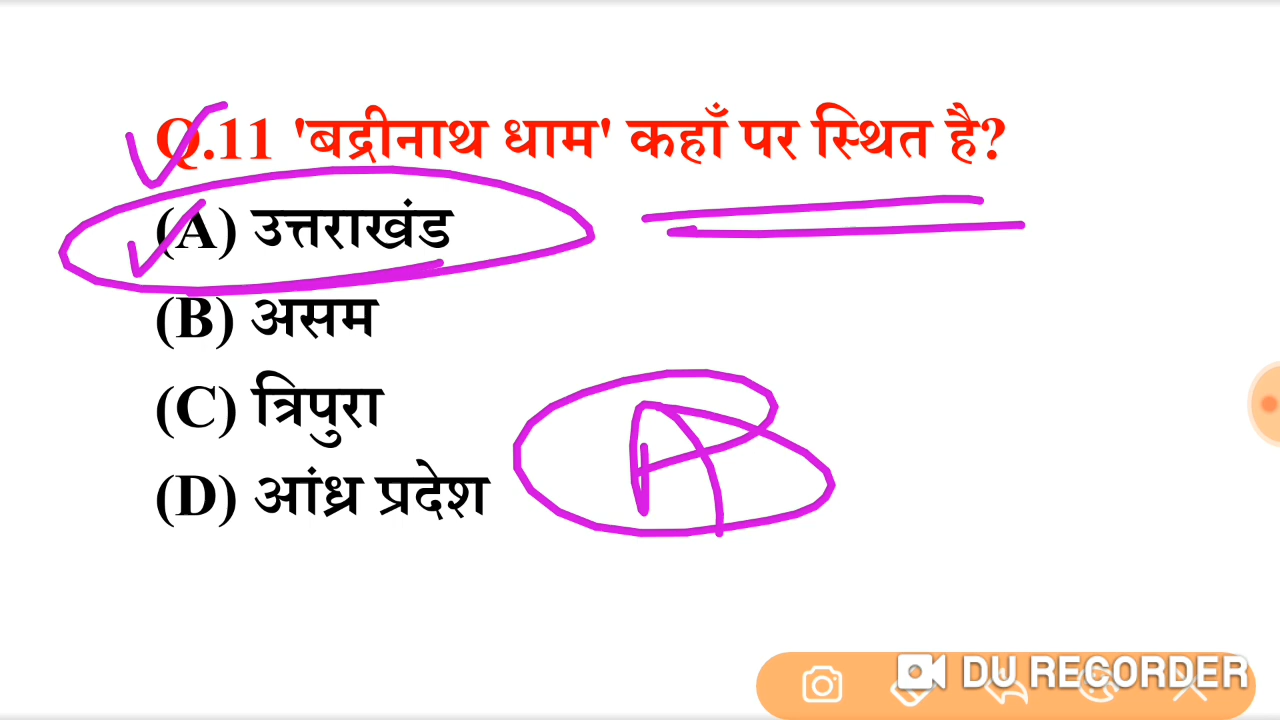 Q.11 'बद्रीनाथ धाम' कहाँ पर स्थित है?
(A) उत्तराखंड
(B) असम
(C) त्रिपुरा
(D) आंध्र प्रदेश
A
DU RECORDER